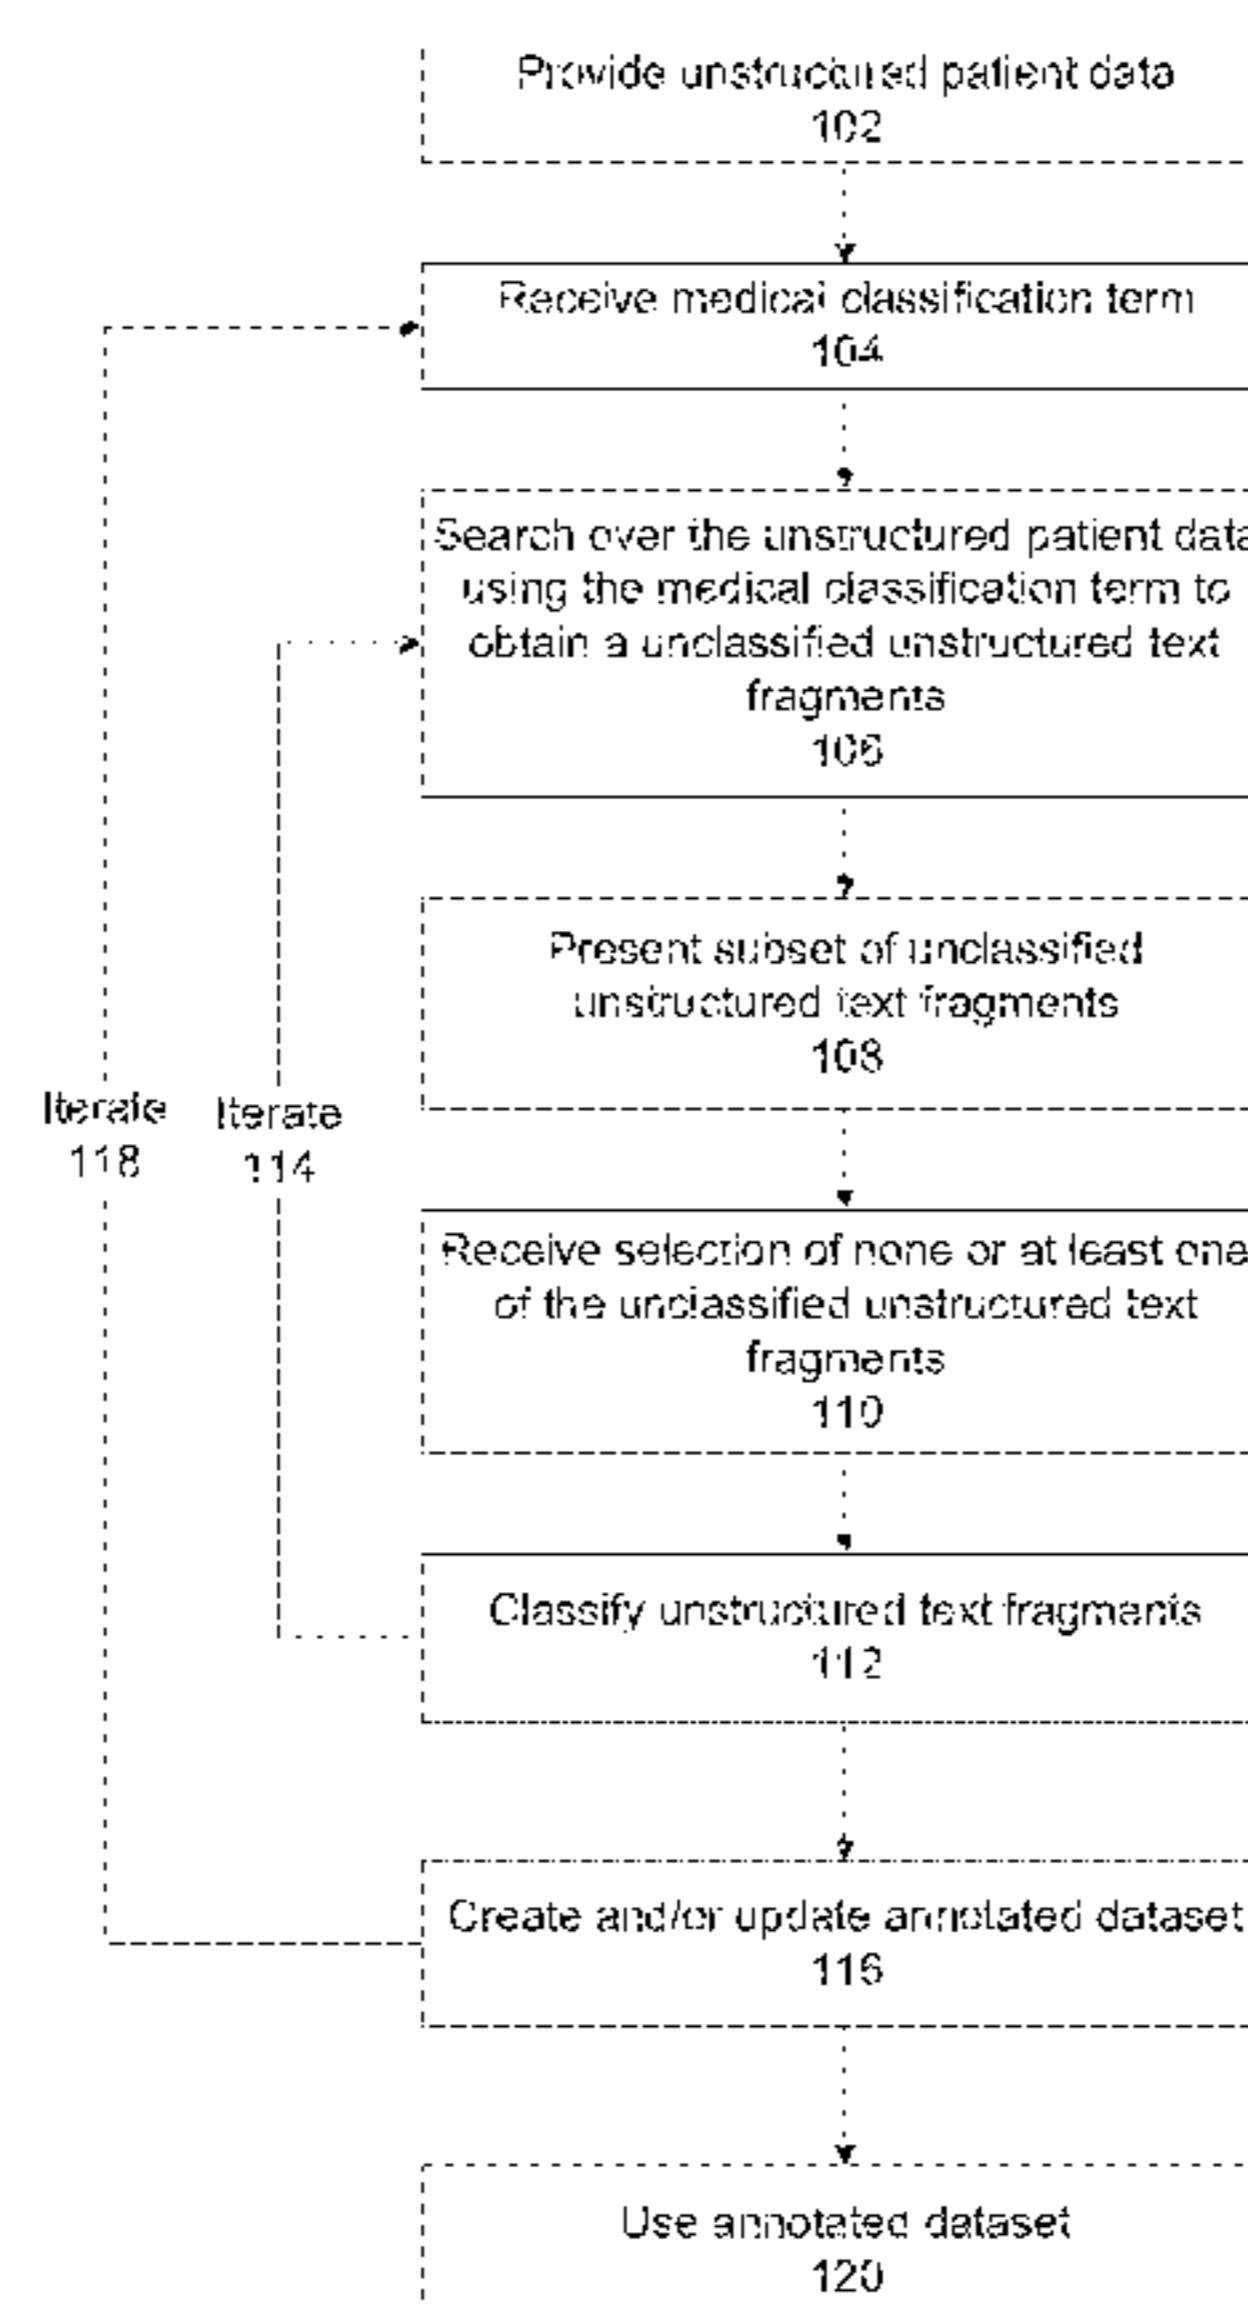 Provide unstructured patient data
102
Receive medical classification term
104
Search over the unstructured patient data
using the medical classification term to
obtain a unclassified unstructured text
fragments
106
Present subset of unclassified
unstructured text fragments
108
Iterate
118
Iterate
114
Receive selection of none or at least one
of the unclassified unstructured text
fragments
110
Classify unstructured text fragments
112
Create and/or update annotated dataset
116
Use annotated dataset
120